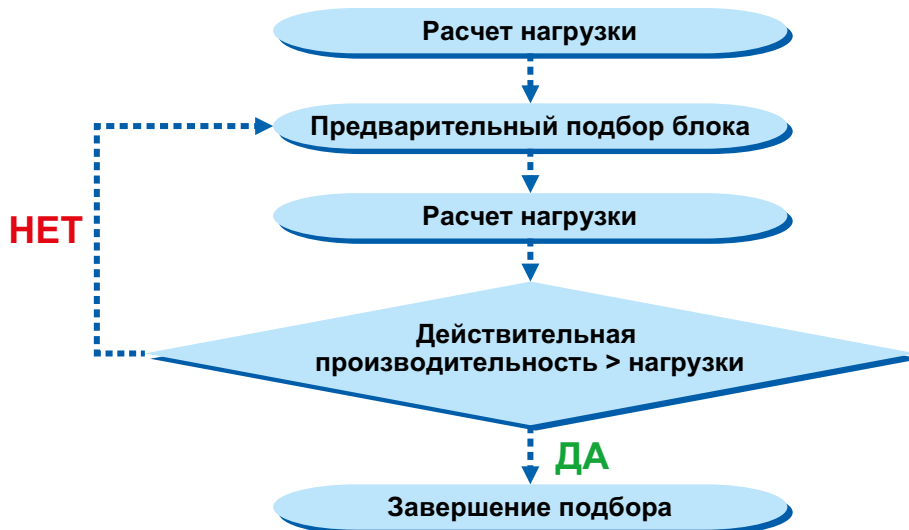 Расчет нагрузки
Предварительный подбор блока
Расчет нагрузки
НЕТ
Действительная
производительность > нагрузки
ДА
Завершение подбора